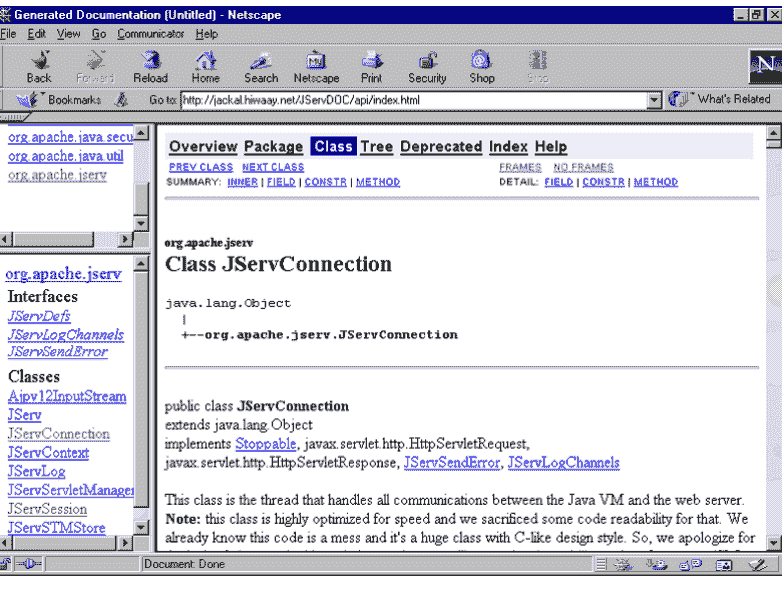 Generated Documentation (Untitled) - Netscape
File Edit View Go Communicator Help
Back Forward Reload Home Search Netscape Print Security Shop Stop
Bookmarks Go to: http://jackal.hiwaay.net/JServDOC/api/index.html What's Related
org.apache.java.secu
org.apache.java.util
org.apache.jserv
org.apache.jserv
Interfaces
JServDefs
JServLogChannels
JServSendError
Classes
Ajpv12InputStream
JServ
JServConnection
JServContext
JServLog
JServServletManager
JServSession
JServSTMStore
Overview Package Class Tree Deprecated Index Help
PREV CLASS NEXT CLASS FRAMES NO FRAMES
SUMMARY: INNER | FIELD | CONSTR | METHOD DETAIL: FIELD | CONSTR | METHOD
org.apache.jserv
Class JServConnection
java.lang.Object
|
+--org.apache.jserv.JServConnection
public class JServConnection
extends java.lang.Object
implements Stoppable, javax.servlet.http.HttpServletRequest,
javax.servlet.http.HttpServletResponse, JServSendError, JServLogChannels
This class is the thread that handles all communications between the Java VM and the web server.
Note: this class is highly optimized for speed and we sacrificed some code readability for that. We
already know this code is a mess and it's a huge class with C-like design style. So, we apologize for
Document: Done